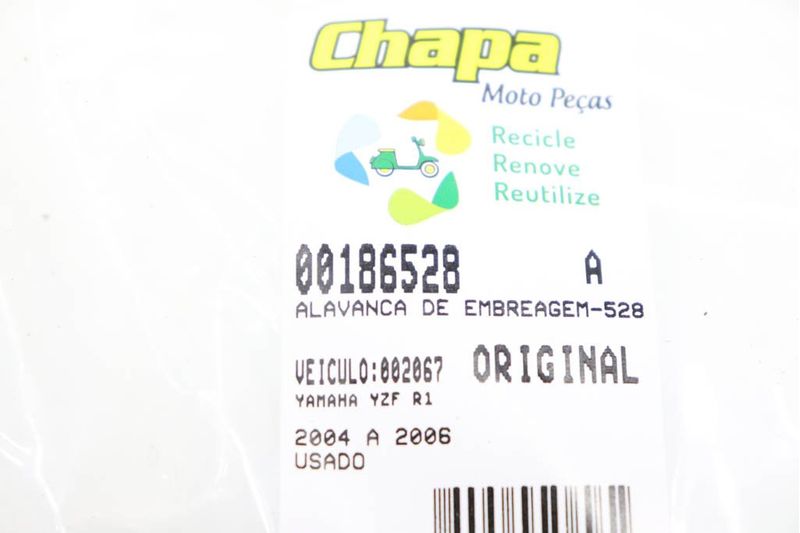 Chapa
Moto Peças
Recicle
Renove
Reutilize
00186528 A
ALAVANCA DE EMBREAGEM-528
VEICULO:002067 ORIGINAL
YAMAHA YZF R1
2004 A 2006
USADO